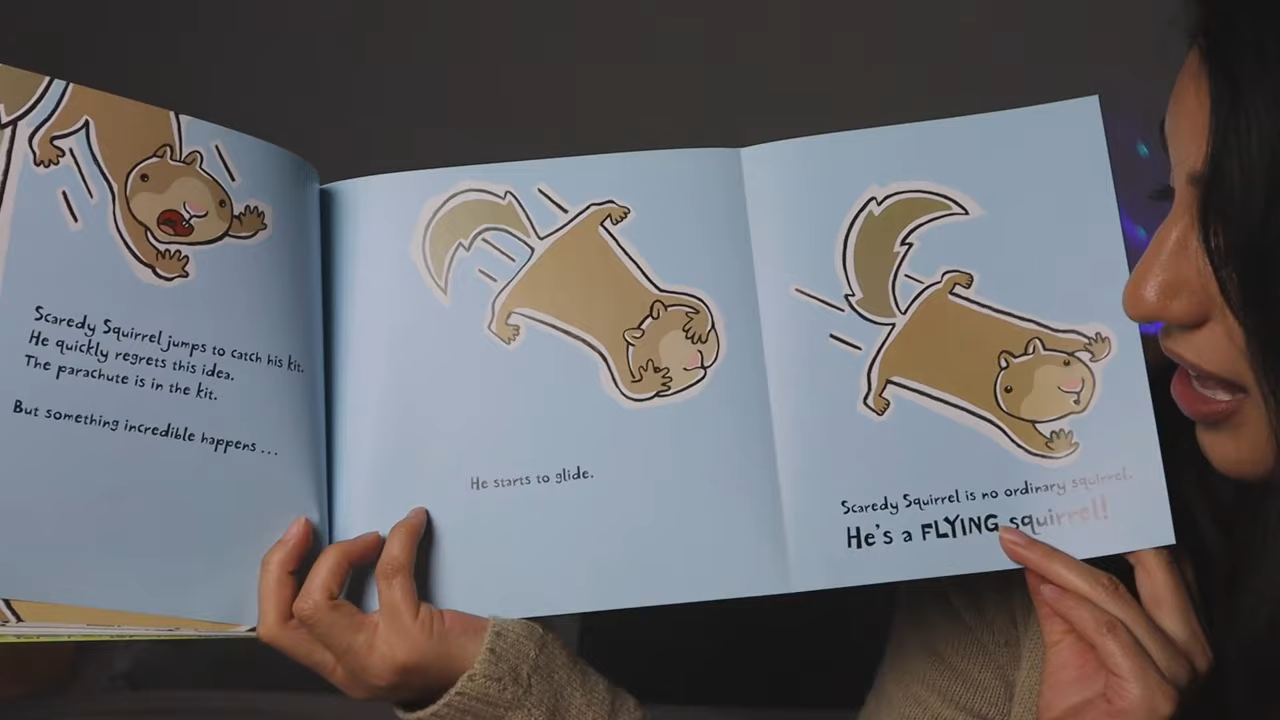 Scaredy Squirrel jumps to catch his kit.
He quickly regrets this idea.
The parachute is in the kit.
But something incredible happens ...
He starts to glide.
Scaredy Squirrel is no ordinary squirrel.
He's a FLYING squirrel!